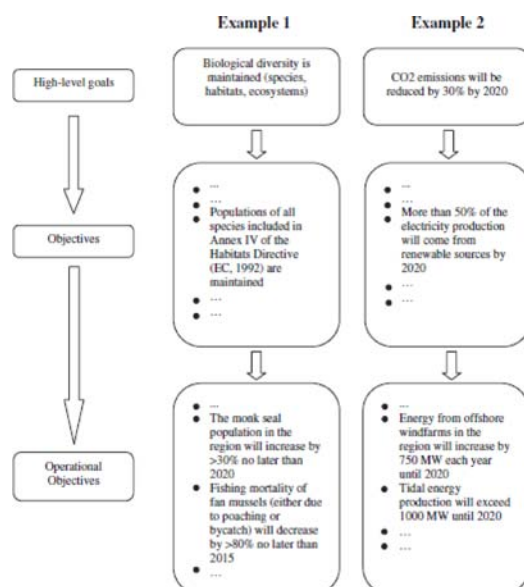 Example 1
Example 2
High-level goals
Biological diversity is
maintained (species,
habitats, ecosystems)
CO2 emissions will be
reduced by 30% by 2020
Objectives
● ...
● ...
● Populations of all
species included in
Annex IV of the
Habitats Directive
(EC, 1992) are
maintained
● ...
● ...
● ...
● ...
● More than 50% of the
electricity production
will come from
renewable sources by
2020
● ...
● ...
Operational
Objectives
● ...
● The monk seal
population in the
region will increase by
>30% no later than
2020
● Fishing mortality of
fan mussels (either due
to poaching or
bycatch) will decrease
by >80% no later than
2015
● ...
● ...
● Energy from offshore
windfarms in the
region will increase by
750 MW each year
until 2020
● Tidal energy
production will exceed
1000 MW until 2020
● ...
● ...